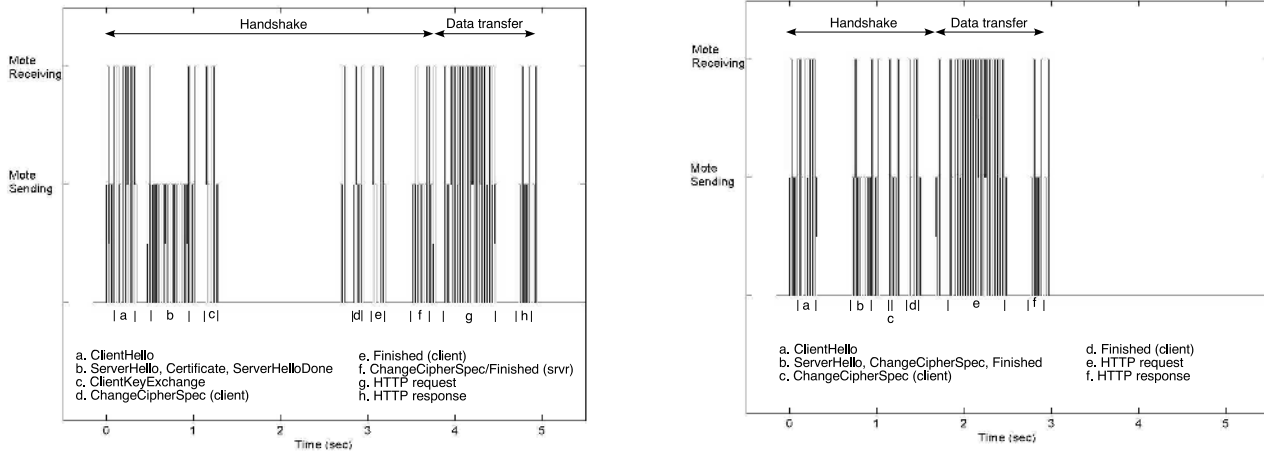 Handshake Data transfer
Mote
Receiving
Mote
Sending
a b c d e f g h
a. ClientHello
b. ServerHello, Certificate, ServerHelloDone
c. ClientKeyExchange
d. ChangeCipherSpec (client)
e. Finished (client)
f. ChangeCipherSpec/Finished (srvr)
g. HTTP request
h. HTTP response
0 1 2 3 4 5
Time (sec)
Handshake Data transfer
Mote
Receiving
Mote
Sending
a b c d e f
a. ClientHello
b. ServerHello, ChangeCipherSpec, Finished
c. ChangeCipherSpec (client)
d. Finished (client)
e. HTTP request
f. HTTP response
0 1 2 3 4 5
Time (sec)